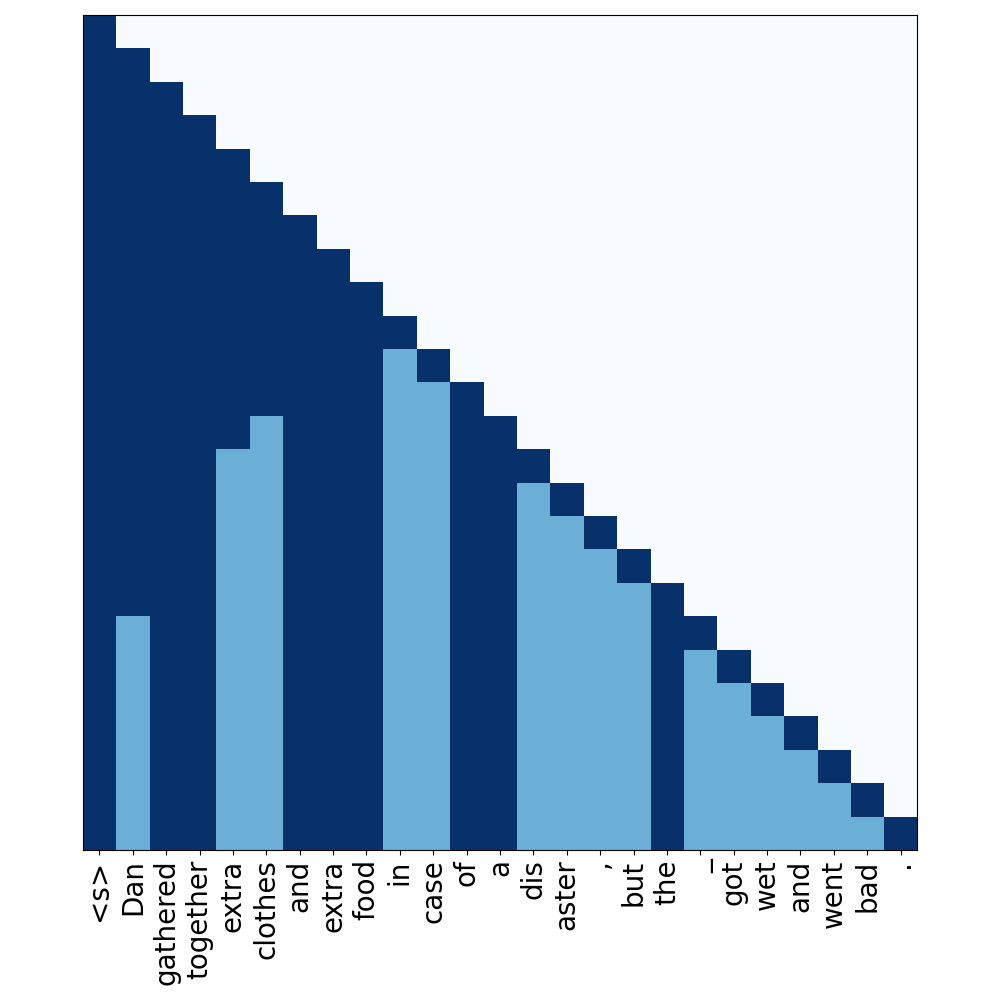 <s> Dan gathered together extra clothes and extra food in case of a dis aster , but the _ got wet and went bad .